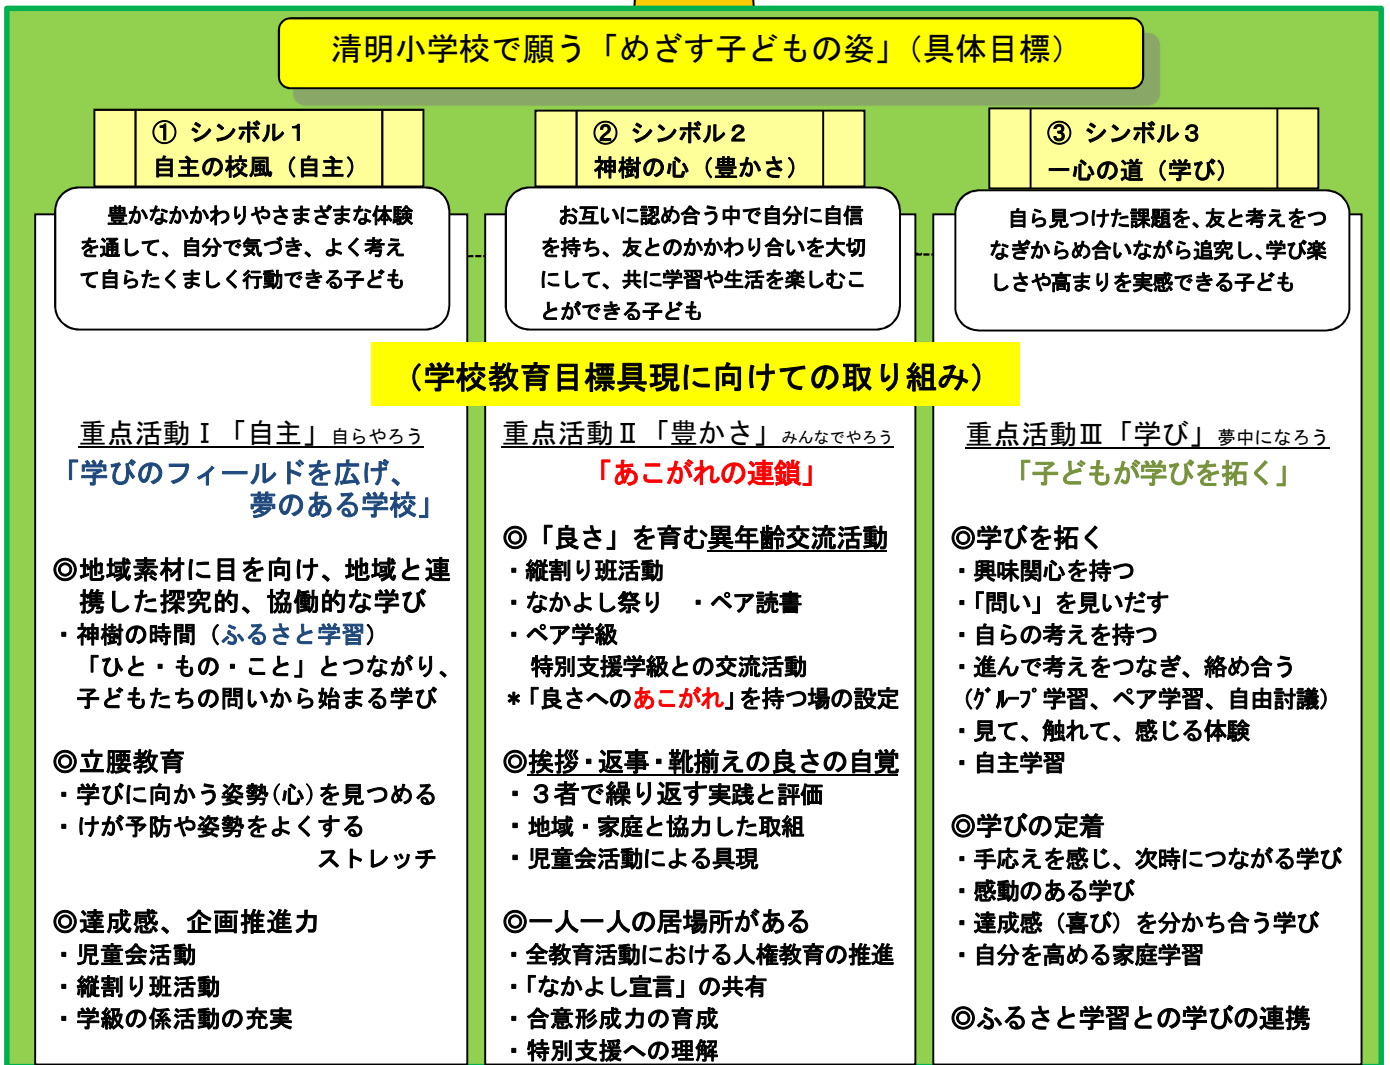 清明小学校で願う「めざす子どもの姿」（具体目標）
① シンボル１
自主の校風（自主）
豊かなかかわりやさまざまな体験
を通して、自分で気づき、よく考え
て自らたくましく行動できる子ども
② シンボル２
神樹の心（豊かさ）
お互いに認め合う中で自分に自信
を持ち、友とのかかわり合いを大切
にして、共に学習や生活を楽しむこ
とができる子ども
③ シンボル３
一心の道（学び）
自ら見つけた課題を、友と考えをつ
なぎからめ合いながら追究し、学び楽
しさや高まりを実感できる子ども
（学校教育目標具現に向けての取り組み）
重点活動Ⅰ「自主」自らやろう
「学びのフィールドを広げ、
夢のある学校」
◎地域素材に目を向け、地域と連
携した探究的、協働的な学び
・神樹の時間（ふるさと学習）
「ひと・もの・こと」とつながり、
子どもたちの問いから始まる学び
◎立腰教育
・学びに向かう姿勢（心）を見つめる
・けが予防や姿勢をよくする
ストレッチ
◎達成感、企画推進力
・児童会活動
・縦割り班活動
・学級の係活動の充実
重点活動Ⅱ「豊かさ」みんなでやろう
「あこがれの連鎖」
◎「良さ」を育む異年齢交流活動
・縦割り班活動
・なかよし祭り　・ペア読書
・ペア学級
特別支援学級との交流活動
＊「良さへのあこがれ」を持つ場の設定
◎挨拶・返事・靴揃えの良さの自覚
・３者で繰り返す実践と評価
・地域・家庭と協力した取組
・児童会活動による具現
◎一人一人の居場所がある
・全教育活動における人権教育の推進
・「なかよし宣言」の共有
・合意形成力の育成
・特別支援への理解
重点活動Ⅲ「学び」夢中になろう
「子どもが学びを拓く」
◎学びを拓く
・興味関心を持つ
・「問い」を見いだす
・自らの考えを持つ
・進んで考えをつなぎ、絡め合う
（ｸﾞﾙｰﾌﾟ学習、ペア学習、自由討議）
・見て、触れて、感じる体験
・自主学習
◎学びの定着
・手応えを感じ、次時につながる学び
・感動のある学び
・達成感（喜び）を分かち合う学び
・自分を高める家庭学習
◎ふるさと学習との学びの連携